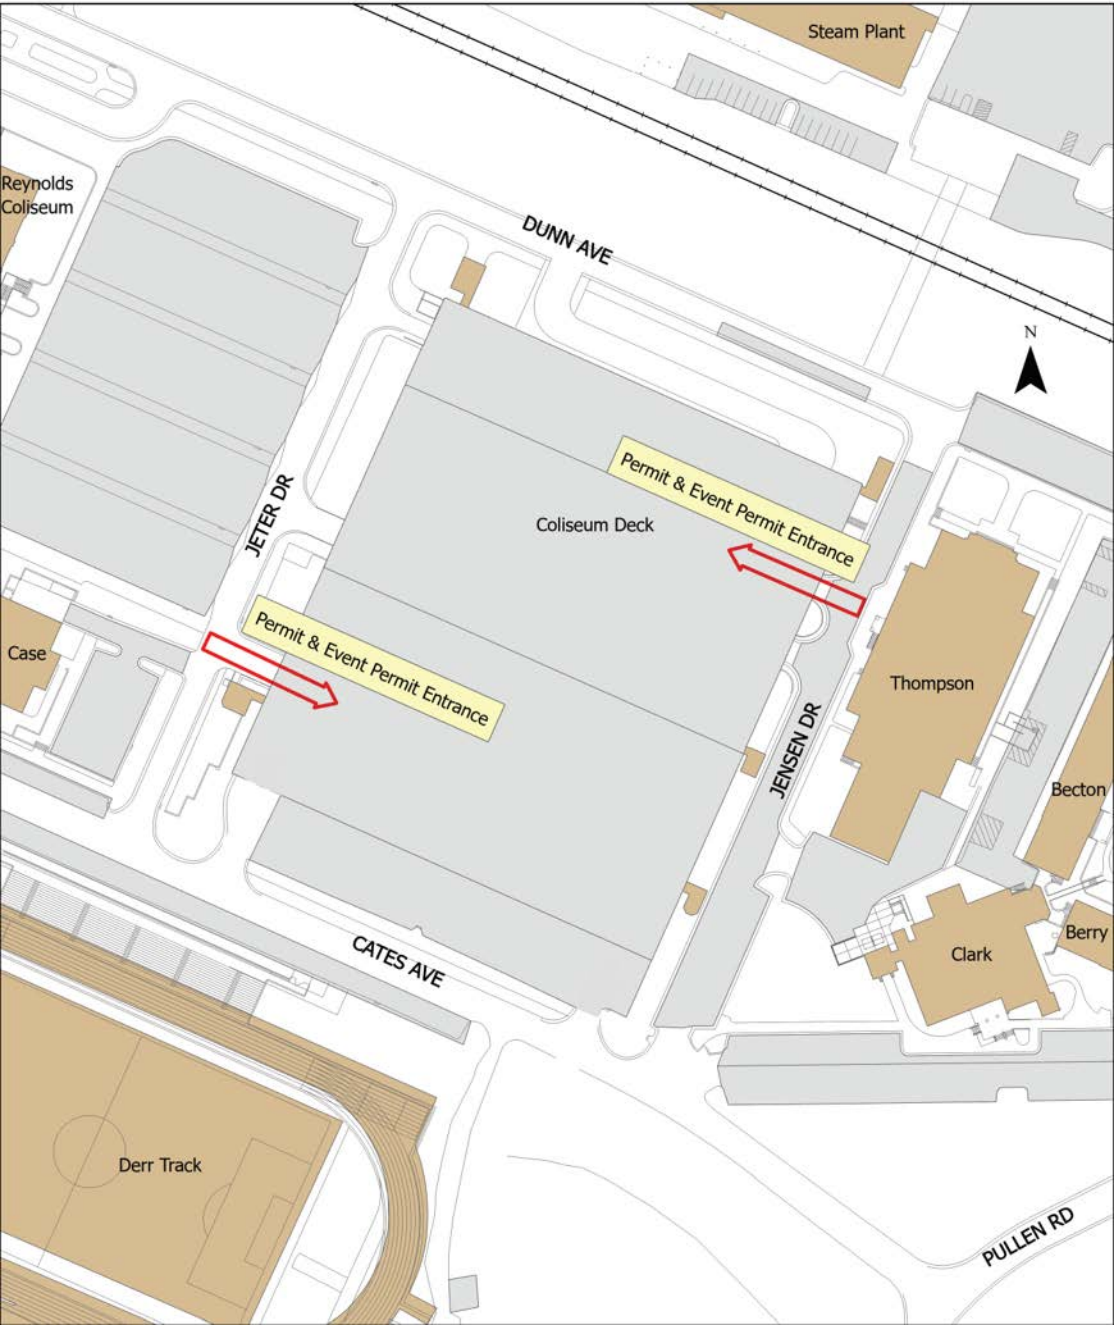 Steam Plant
Reynolds
Coliseum
DUNN AVE
N
Permit & Event Permit Entrance
Coliseum Deck
JETER DR
Permit & Event Permit Entrance
Case
Thompson
JENSEN DR
Becton
Berry
CATES AVE
Clark
Derr Track
PULLEN RD